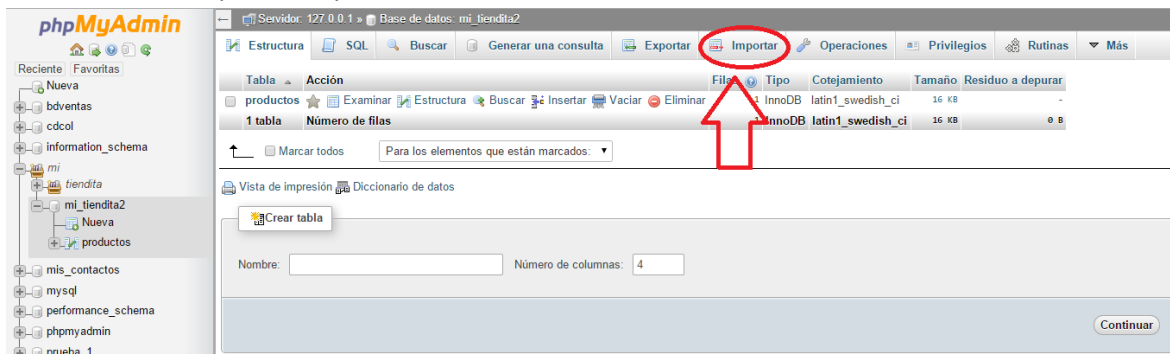 phpMyAdmin
Reciente Favoritas
Nueva
bdventas
cdcol
information_schema
mi
tiendita
mi_tiendita2
Nueva
productos
mis_contactos
mysql
performance_schema
phpmyadmin
prueba_1
Servidor: 127.0.0.1 » Base de datos: mi_tiendita2
Estructura SQL Buscar Generar una consulta Exportar Importar Operaciones Privilegios Rutinas Más
Tabla Acción Filas Tipo Cotejamiento Tamaño Residuo a depurar
productos Examinar Estructura Buscar Insertar Vaciar Eliminar 1 InnoDB latin1_swedish_ci 16 KB -
1 tabla Número de filas 1 InnoDB latin1_swedish_ci 16 KB 0 B
Marcar todos Para los elementos que están marcados:
Vista de impresión Diccionario de datos
Crear tabla
Nombre: Número de columnas: 4
Continuar